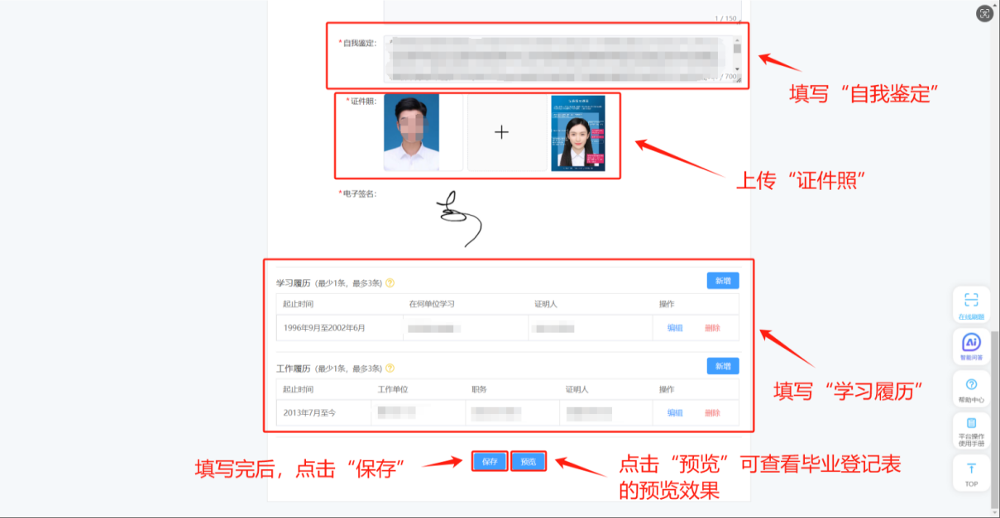 1 / 150
*自我鉴定：
/ 700
填写“自我鉴定”
*证件照：
+
上传“证件照”
*电子签名：
学习履历（最少1条，最多3条）?
新增
起止时间 在何单位学习 证明人 操作
1996年9月至2002年6月 编辑 删除
工作履历（最少1条，最多3条）?
新增
起止时间 工作单位 职务 证明人 操作
2013年7月至今 编辑 删除
填写“学习履历”
填写完后，点击“保存”
保存
预览
点击“预览”可查看毕业登记表
的预览效果
在线刷题
Ai
智能问答
?
帮助中心
平台操作
使用手册
TOP